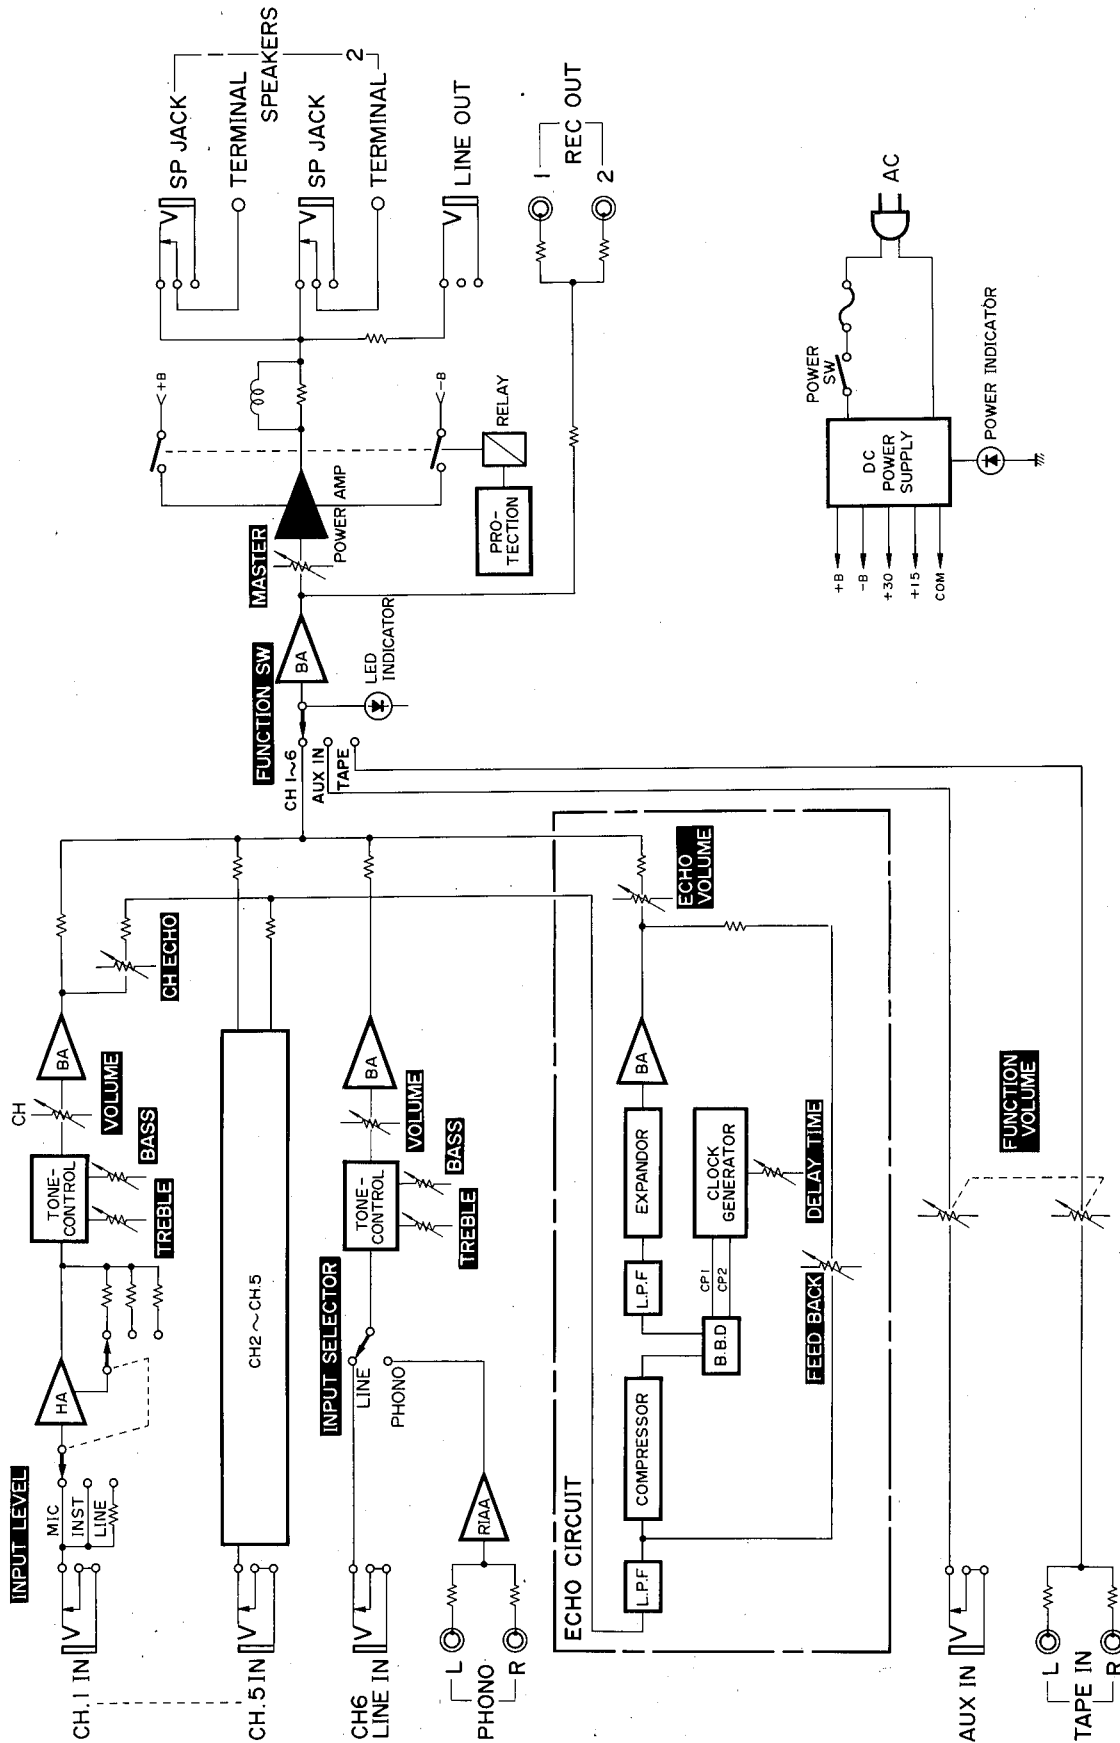 INPUT LEVEL
CH.1 IN
MIC
INST
LINE
HA
TONE-
CONTROL
TREBLE
BASS
CH
VOLUME
BA
CH ECHO
CH.5 IN
CH2～CH.5
CH6
LINE IN
INPUT SELECTOR
LINE
PHONO
TONE-
CONTROL
TREBLE
BASS
VOLUME
BA
PHONO
L
R
RIAA
ECHO CIRCUIT
L.P.F
COMPRESSOR
B.B.D
CP1
CP2
L.P.F
EXPANDOR
CLOCK
GENERATOR
BA
DELAY TIME
FEED BACK
ECHO
VOLUME
AUX IN
TAPE IN
L
R
FUNCTION
VOLUME
FUNCTION SW
CH 1～6
AUX IN
TAPE
BA
LED
INDICATOR
MASTER
POWER AMP
PRO-
TECTION
RELAY
+B
-B
SP JACK
TERMINAL
SPEAKERS
2
SP JACK
TERMINAL
LINE OUT
1
REC OUT
2
+B
-B
+30
+15
COM
DC
POWER
SUPPLY
POWER
SW
AC
POWER INDICATOR